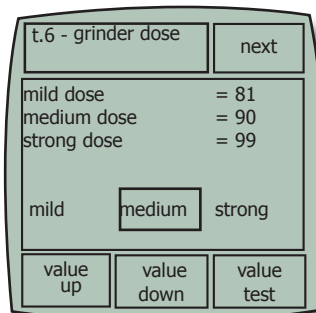 t.6 - grinder dose
next
mild dose = 81
medium dose = 90
strong dose = 99
mild medium strong
value up
value down
value test